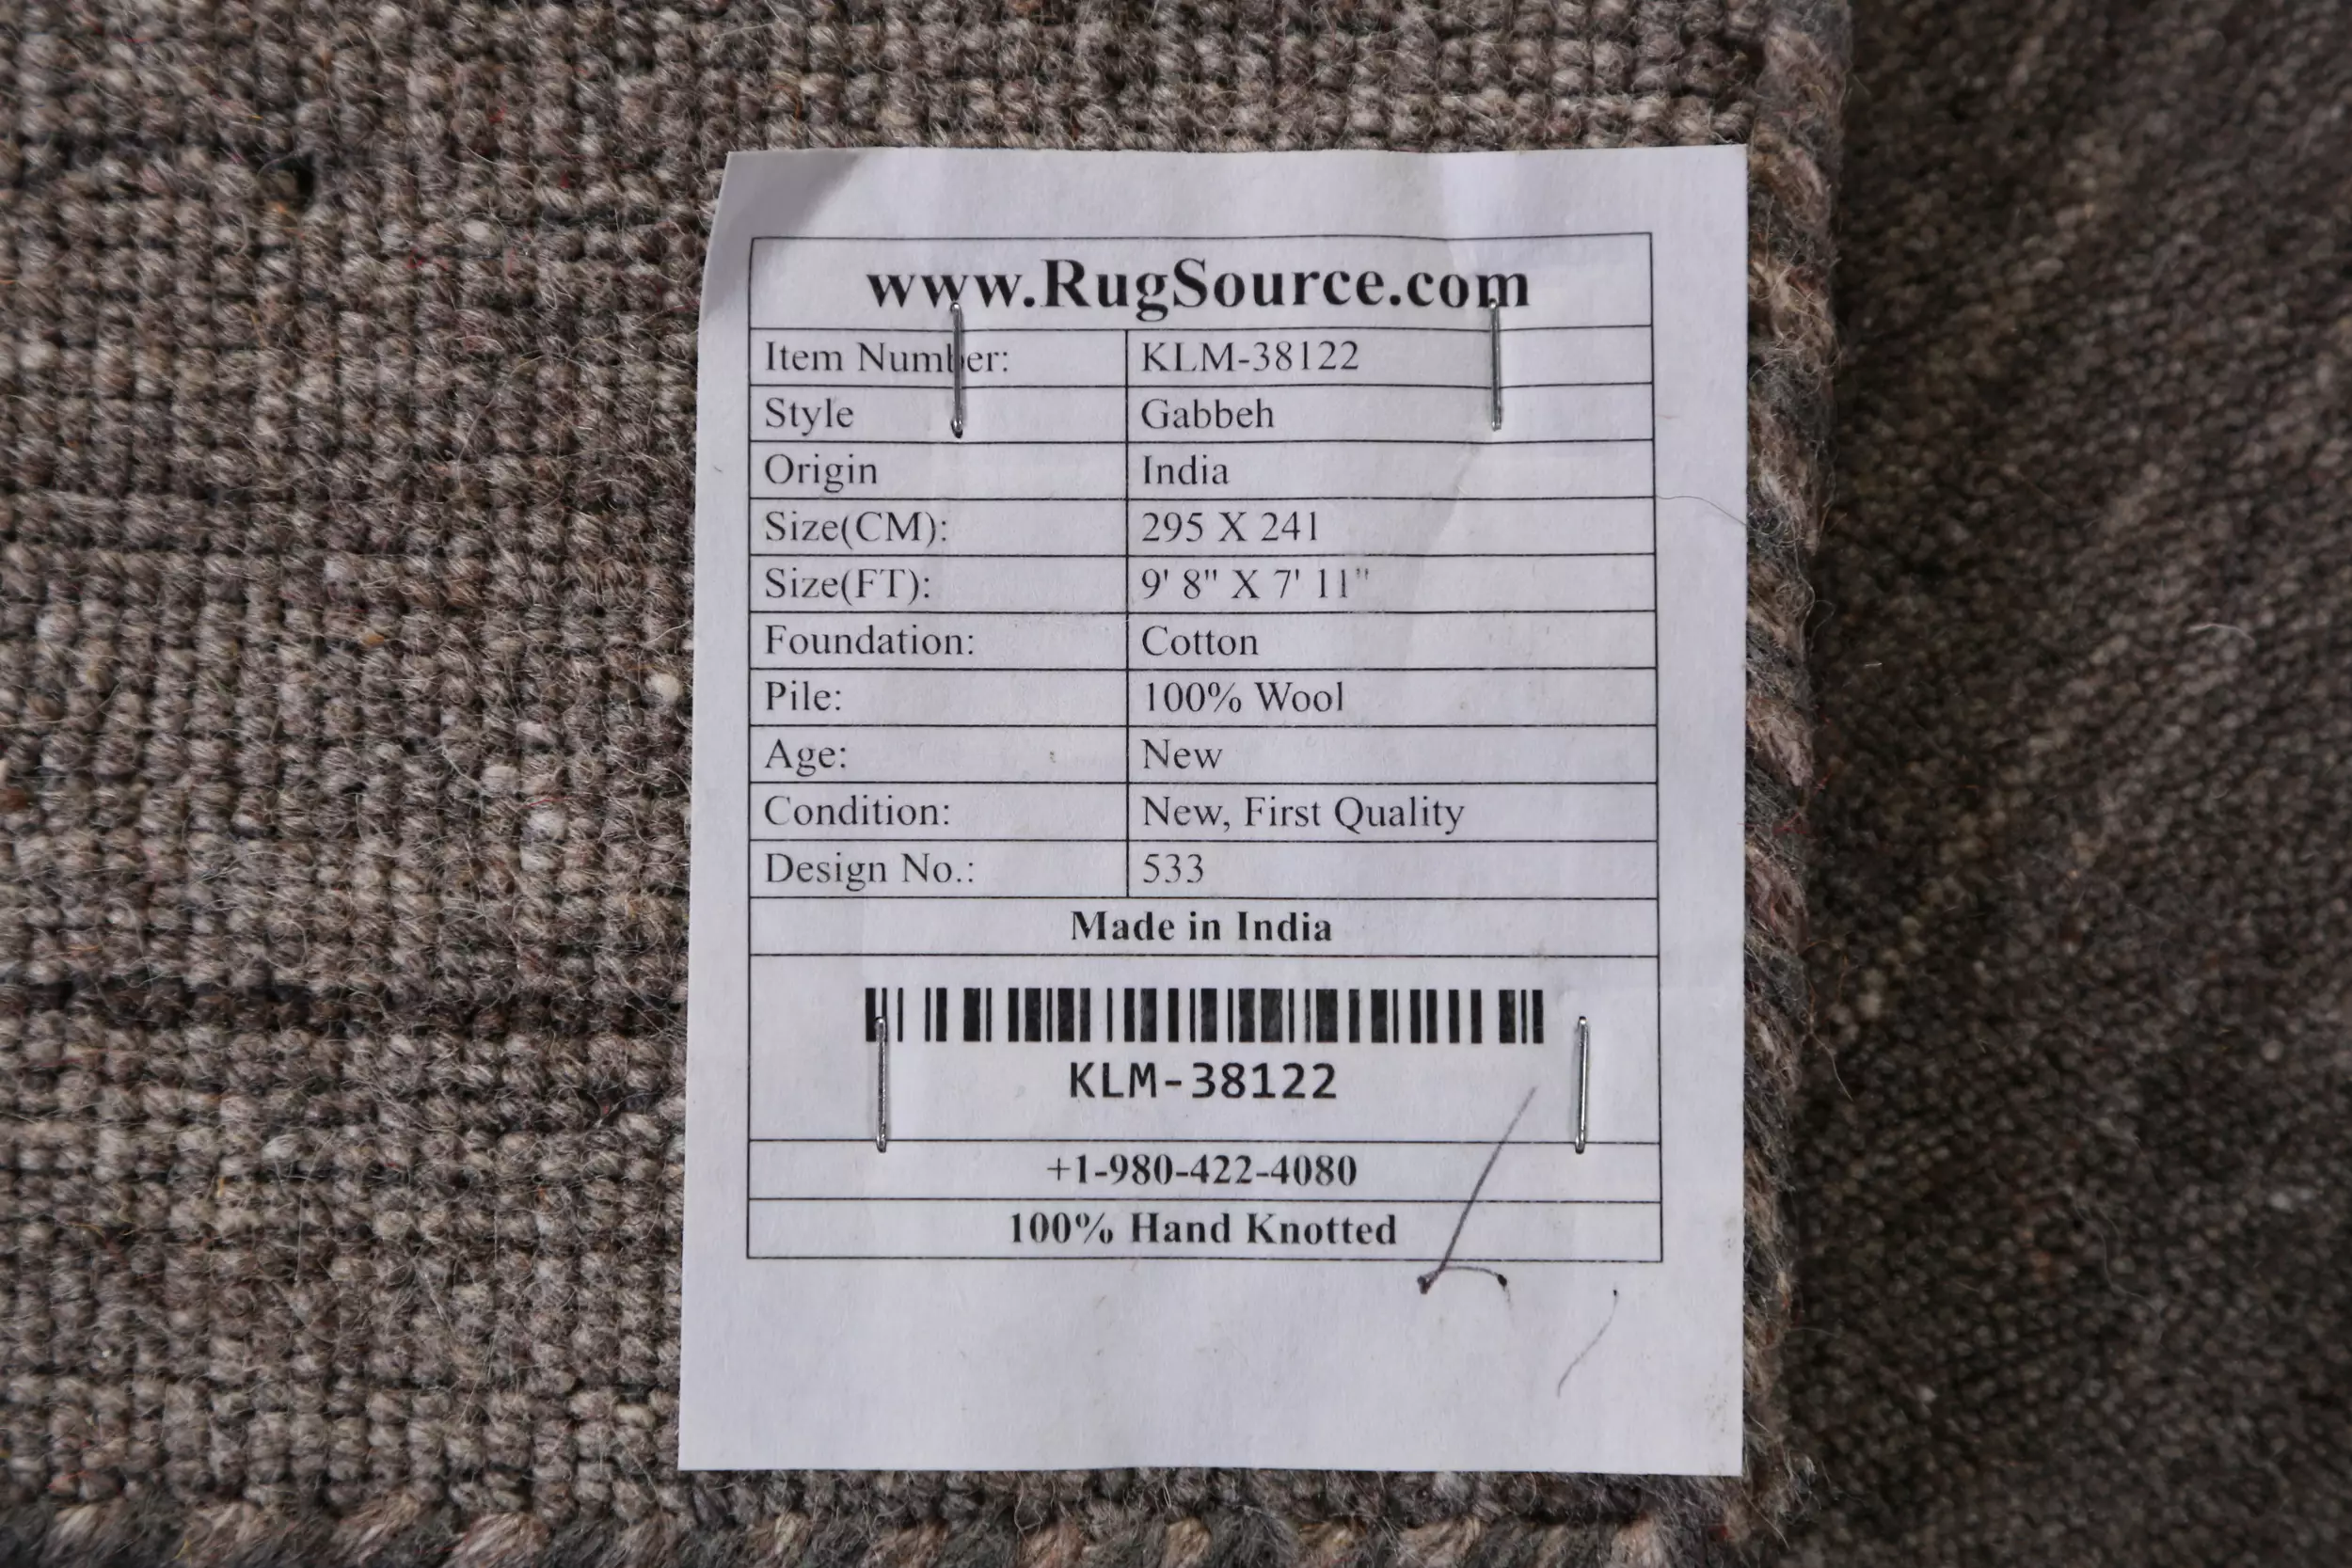 www.RugSource.com
Item Number: KLM-38122
Style Gabbeh
Origin India
Size(CM): 295 X 241
Size(FT): 9' 8" X 7' 11"
Foundation: Cotton
Pile: 100% Wool
Age: New
Condition: New, First Quality
Design No.: 533
Made in India
KLM-38122
+1-980-422-4080
100% Hand Knotted